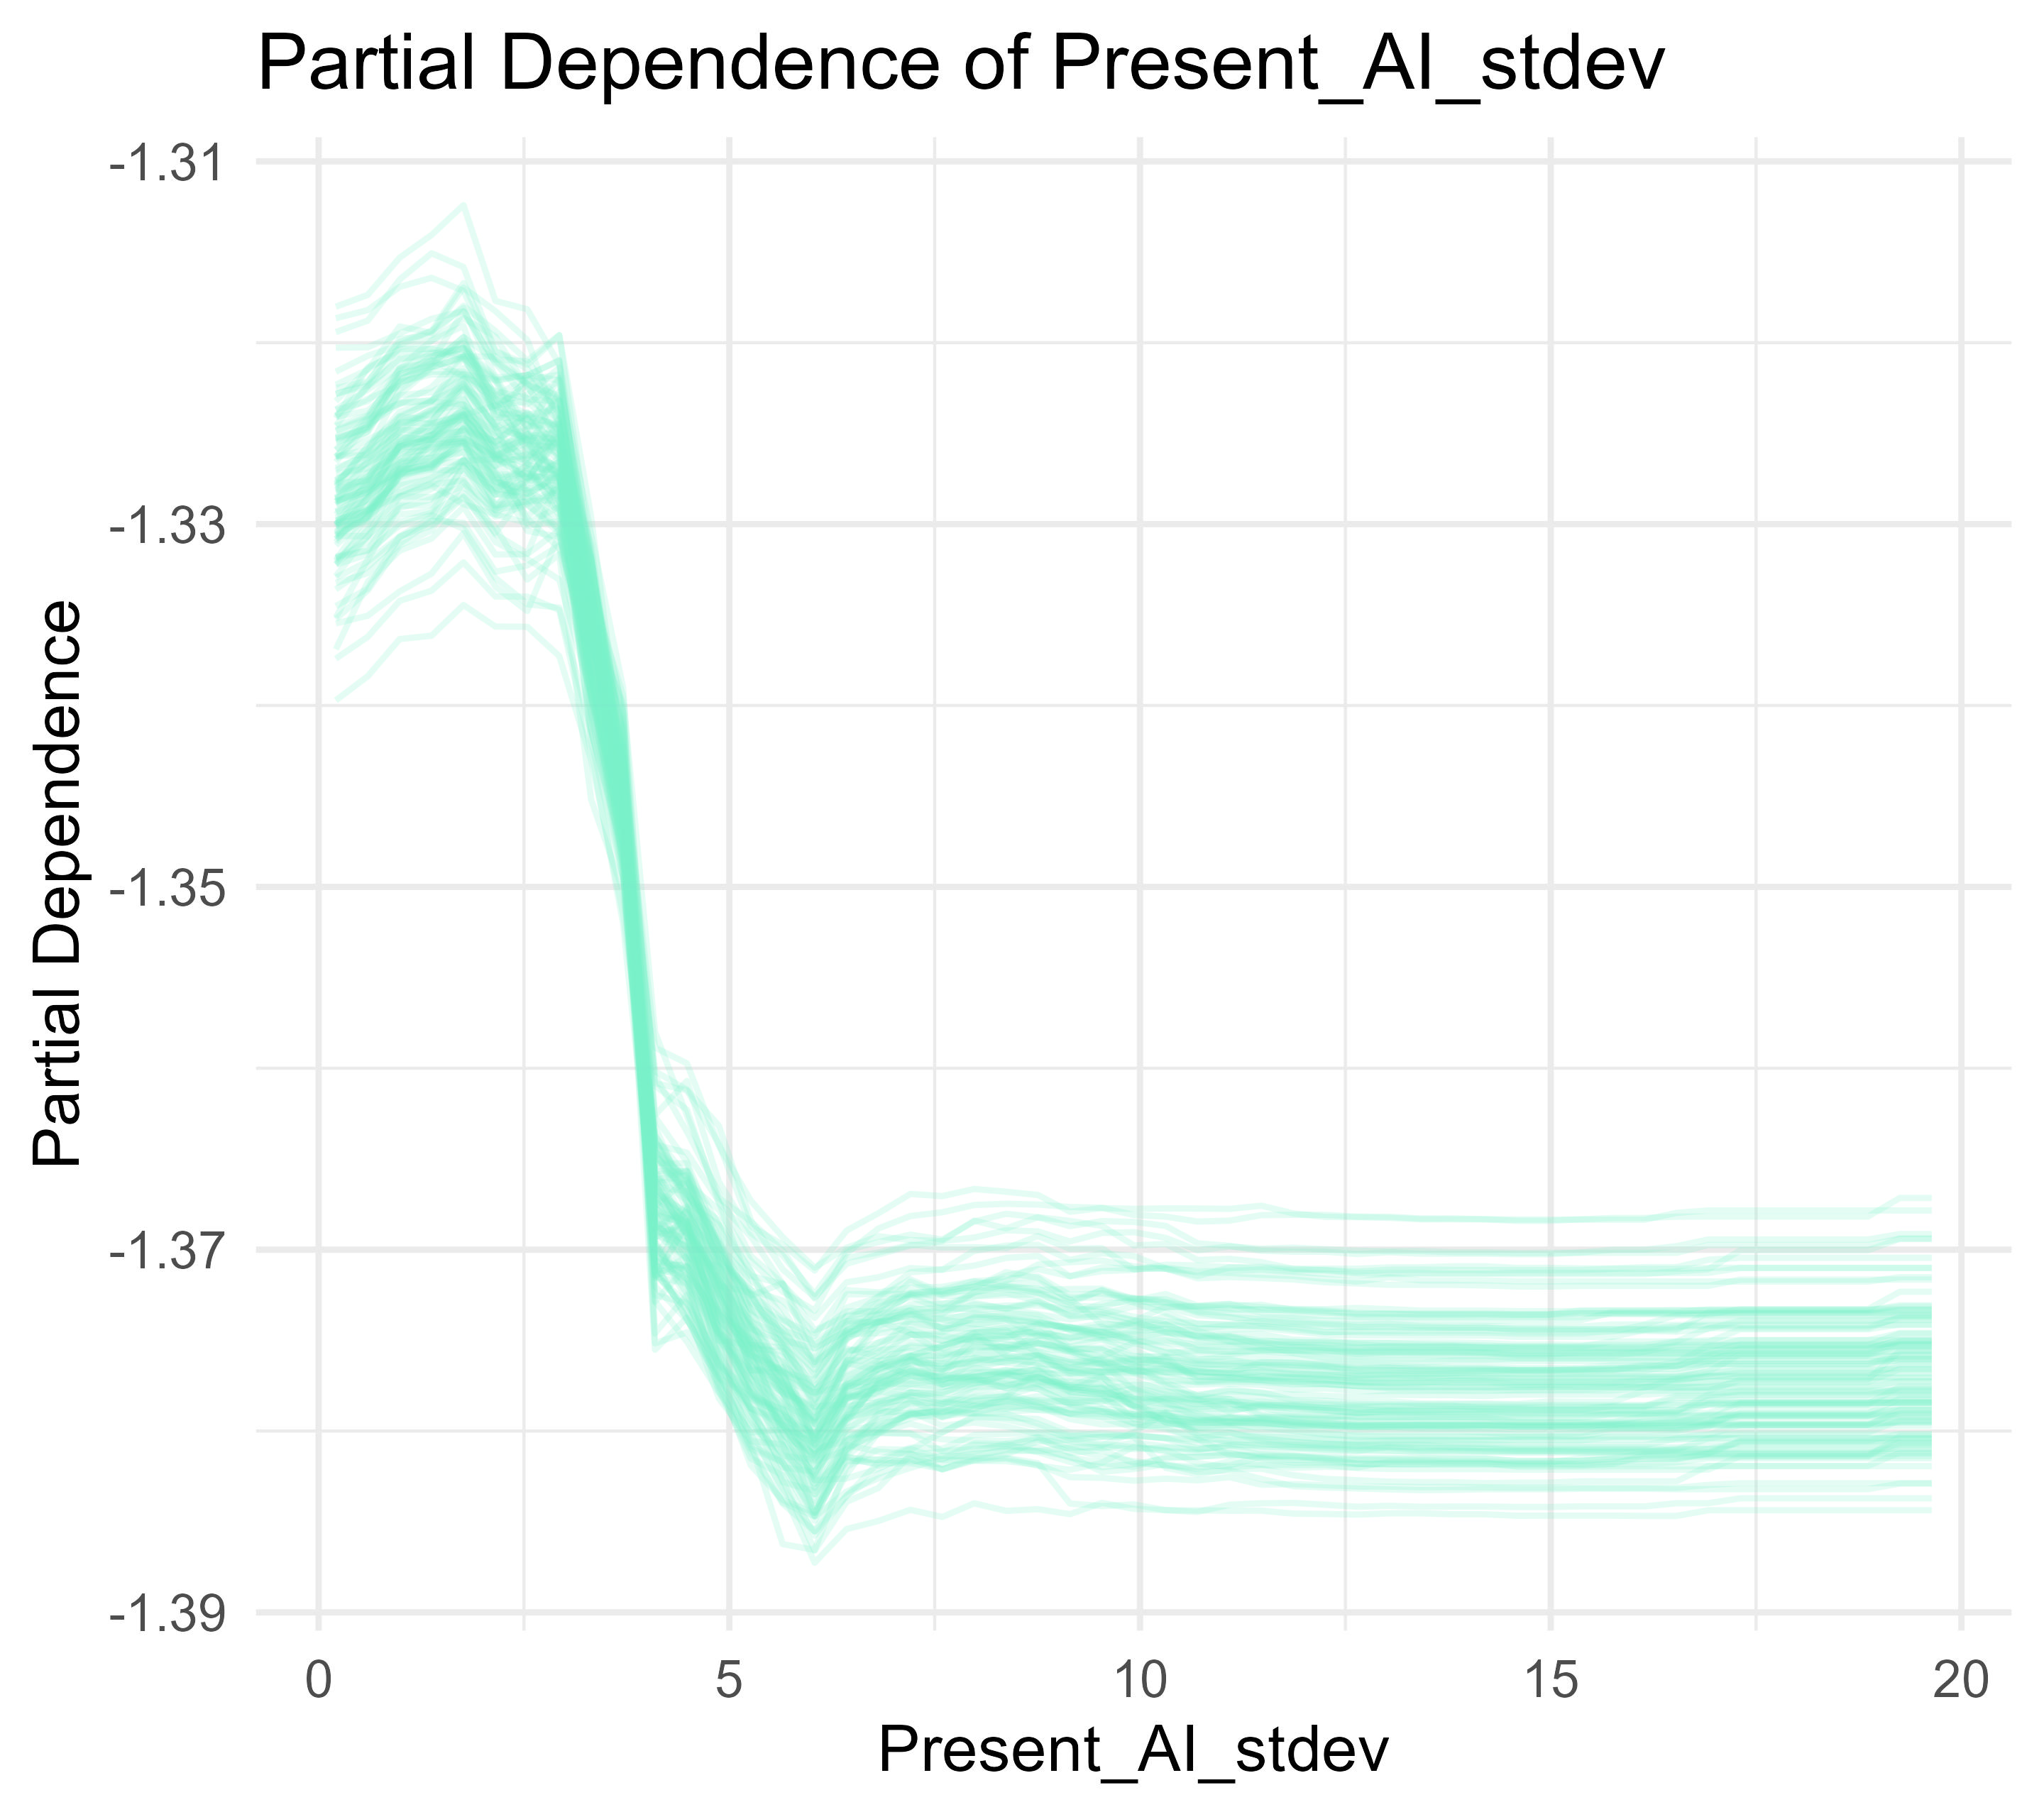 Partial Dependence of Present_AI_stdev
-1.31
-1.33
-1.35
-1.37
-1.39
Partial Dependence
0 5 10 15 20
Present_AI_stdev